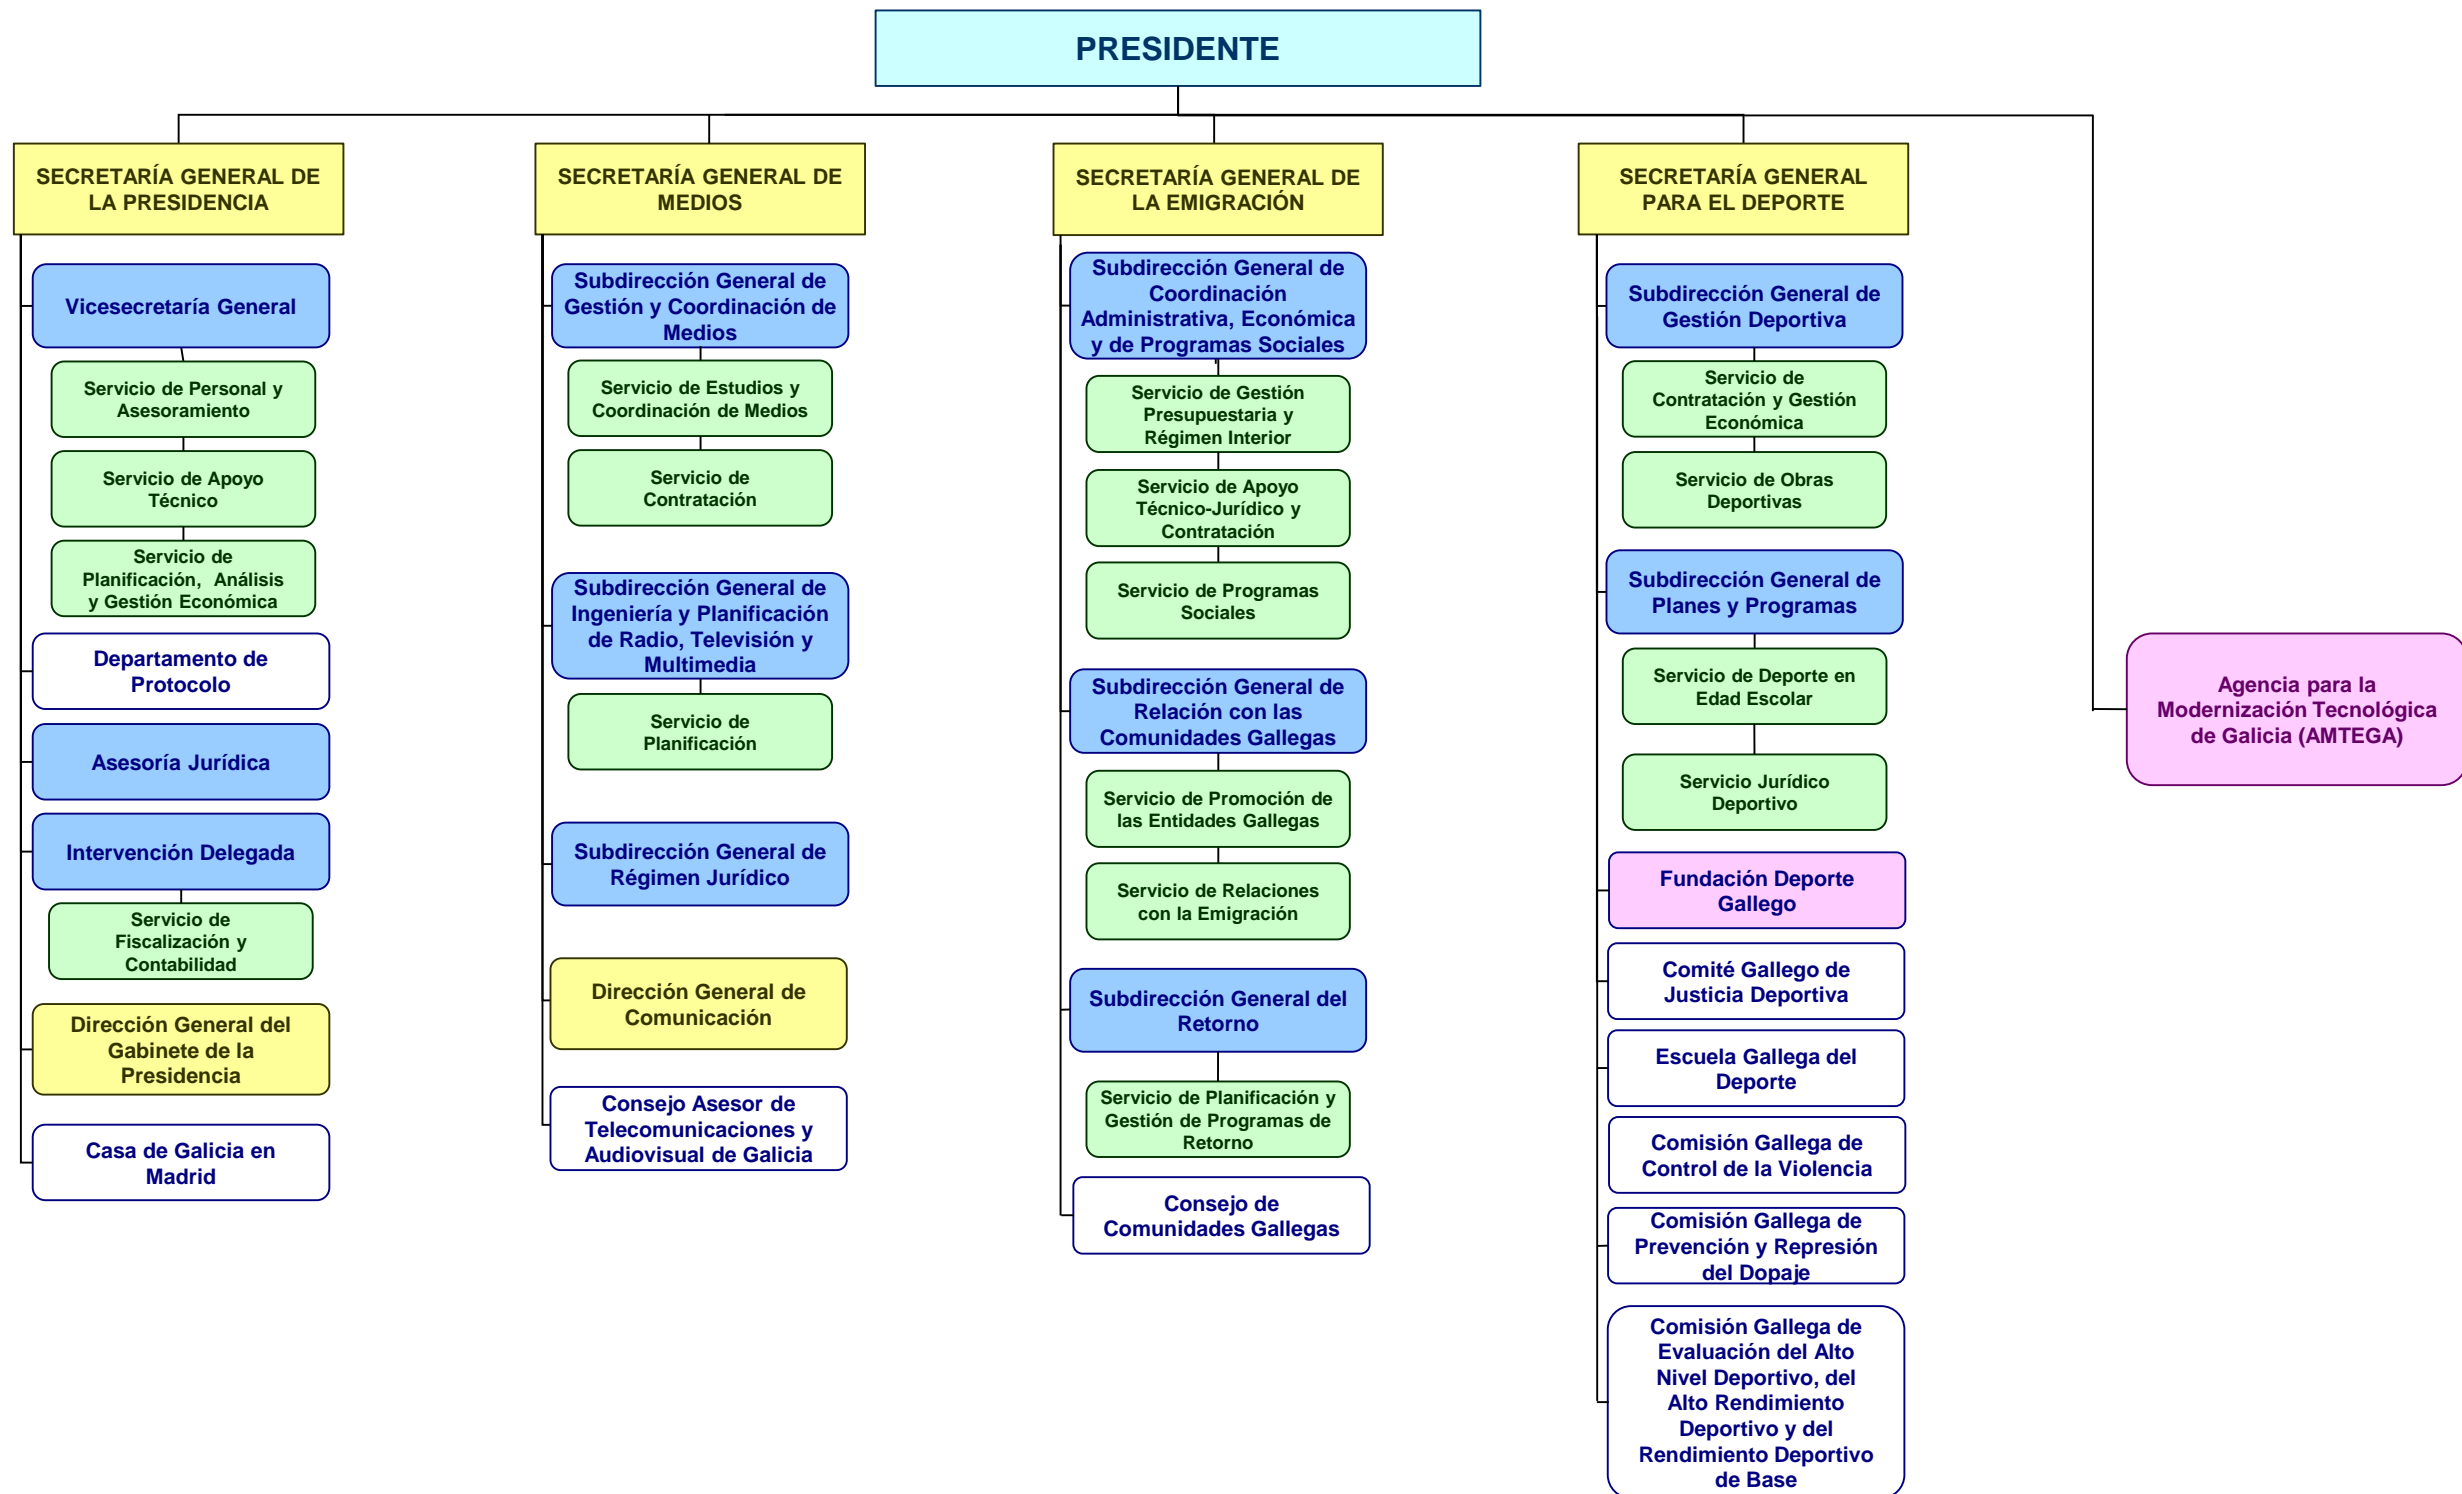 PRESIDENTE
SECRETARÍA GENERAL DE
LA PRESIDENCIA
Vicesecretaría General
Servicio de Personal y
Asesoramiento
Servicio de Apoyo
Técnico
Servicio de
Planificación, Análisis
y Gestión Económica
Departamento de
Protocolo
Asesoría Jurídica
Intervención Delegada
Servicio de
Fiscalización y
Contabilidad
Dirección General del
Gabinete de la
Presidencia
Casa de Galicia en
Madrid
SECRETARÍA GENERAL DE
MEDIOS
Subdirección General de
Gestión y Coordinación de
Medios
Servicio de Estudios y
Coordinación de Medios
Servicio de
Contratación
Subdirección General de
Ingeniería y Planificación
de Radio, Televisión y
Multimedia
Servicio de
Planificación
Subdirección General de
Régimen Jurídico
Dirección General de
Comunicación
Consejo Asesor de
Telecomunicaciones y
Audiovisual de Galicia
SECRETARÍA GENERAL DE
LA EMIGRACIÓN
Subdirección General de
Coordinación
Administrativa, Económica
y de Programas Sociales
Servicio de Gestión
Presupuestaria y
Régimen Interior
Servicio de Apoyo
Técnico-Jurídico y
Contratación
Servicio de Programas
Sociales
Subdirección General de
Relación con las
Comunidades Gallegas
Servicio de Promoción de
las Entidades Gallegas
Servicio de Relaciones
con la Emigración
Subdirección General del
Retorno
Servicio de Planificación y
Gestión de Programas de
Retorno
Consejo de
Comunidades Gallegas
SECRETARÍA GENERAL
PARA EL DEPORTE
Subdirección General de
Gestión Deportiva
Servicio de
Contratación y Gestión
Económica
Servicio de Obras
Deportivas
Subdirección General de
Planes y Programas
Servicio de Deporte en
Edad Escolar
Servicio Jurídico
Deportivo
Fundación Deporte
Gallego
Comité Gallego de
Justicia Deportiva
Escuela Gallega del
Deporte
Comisión Gallega de
Control de la Violencia
Comisión Gallega de
Prevención y Represión
del Dopaje
Comisión Gallega de
Evaluación del Alto
Nivel Deportivo, del
Alto Rendimiento
Deportivo y del
Rendimiento Deportivo
de Base
Agencia para la
Modernización Tecnológica
de Galicia (AMTEGA)